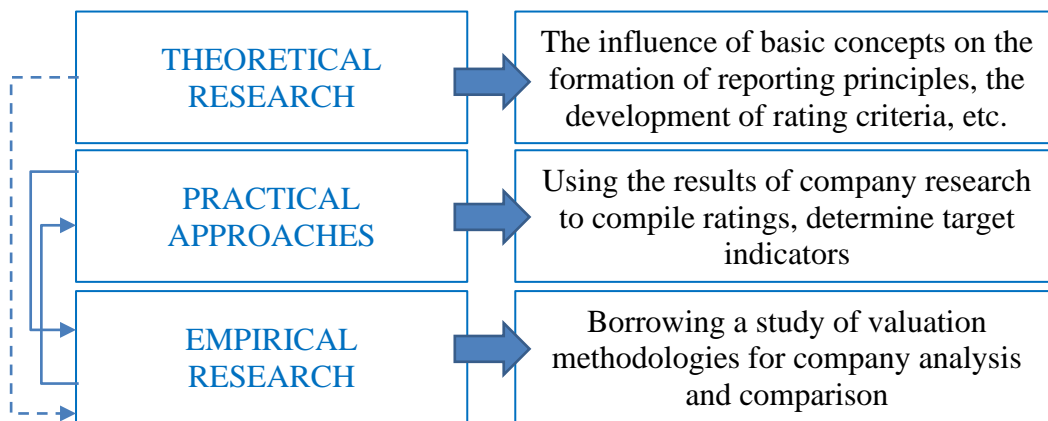 THEORETICAL
RESEARCH
The influence of basic concepts on the
formation of reporting principles, the
development of rating criteria, etc.
PRACTICAL
APPROACHES
Using the results of company research
to compile ratings, determine target
indicators
EMPIRICAL
RESEARCH
Borrowing a study of valuation
methodologies for company analysis
and comparison